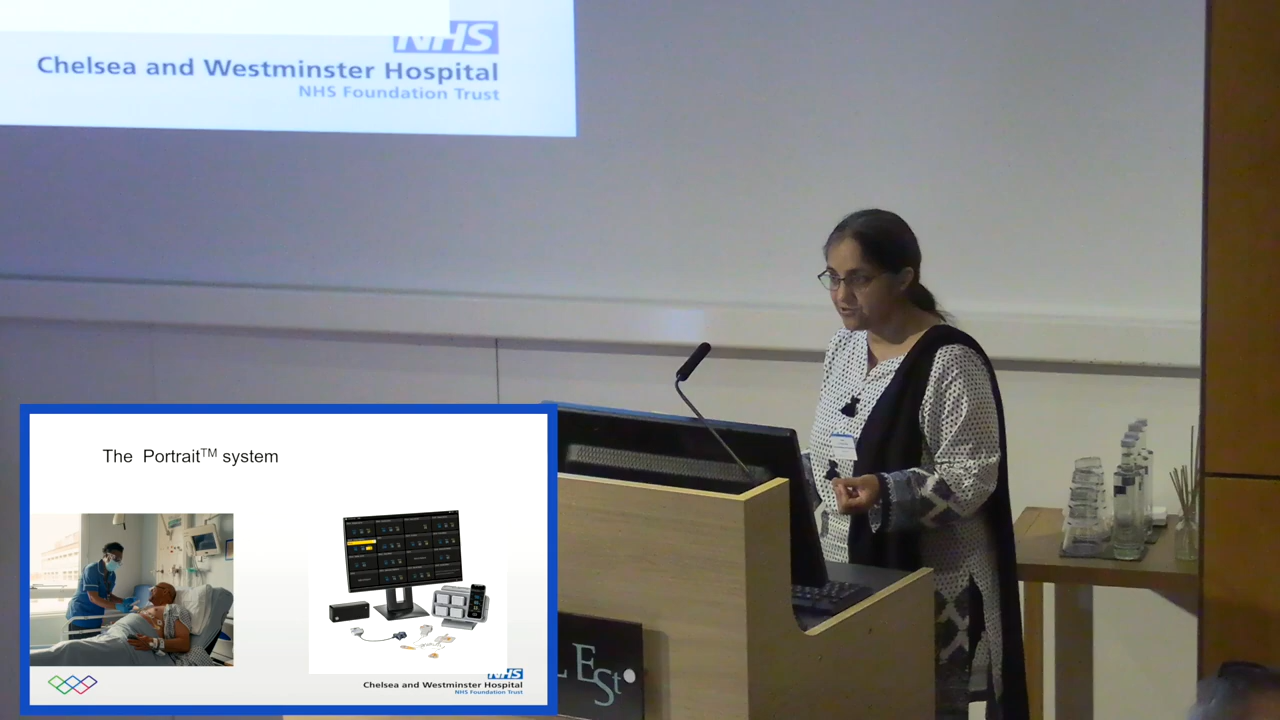 NHS
Chelsea and Westminster Hospital
NHS Foundation Trust
The Portrait™ system
NHS
Chelsea and Westminster Hospital
NHS Foundation Trust
L ESt